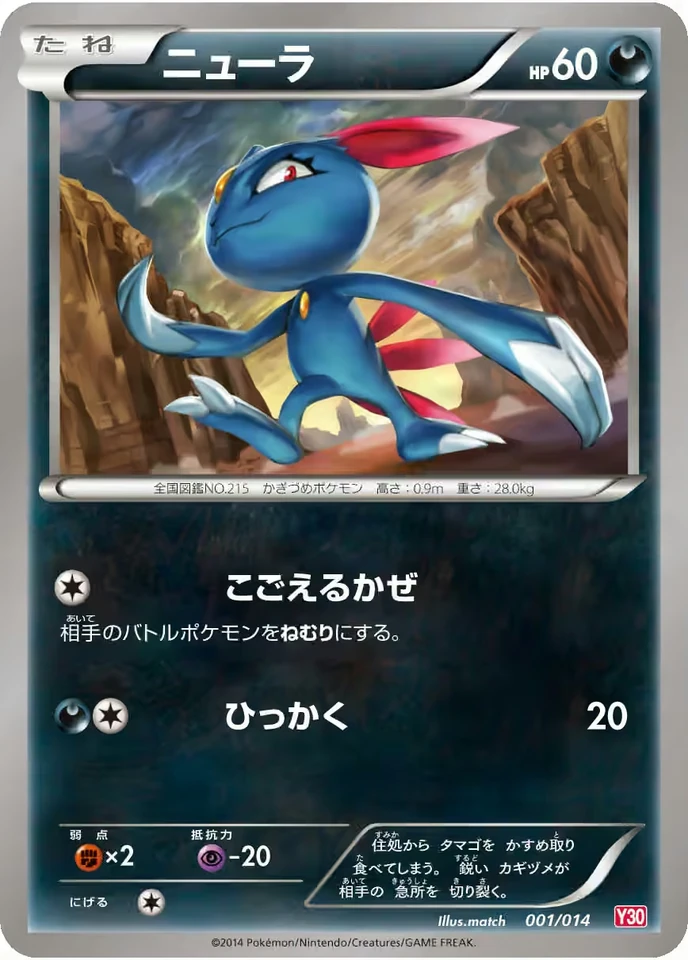 たね ニューラ HP60
全国図鑑NO.215 かぎづめポケモン 高さ:0.9m 重さ:28.0kg
こごえるかぜ
相手のバトルポケモンをねむりにする。
ひっかく 20
弱点 抵抗力
×2 -20
にげる
住処から タマゴを かすめ取り
食べてしまう。 鋭い カギヅメが
相手の 急所を 切り裂く。
Illus.match 001/014 Y30
©2014 Pokémon/Nintendo/Creatures/GAME FREAK.